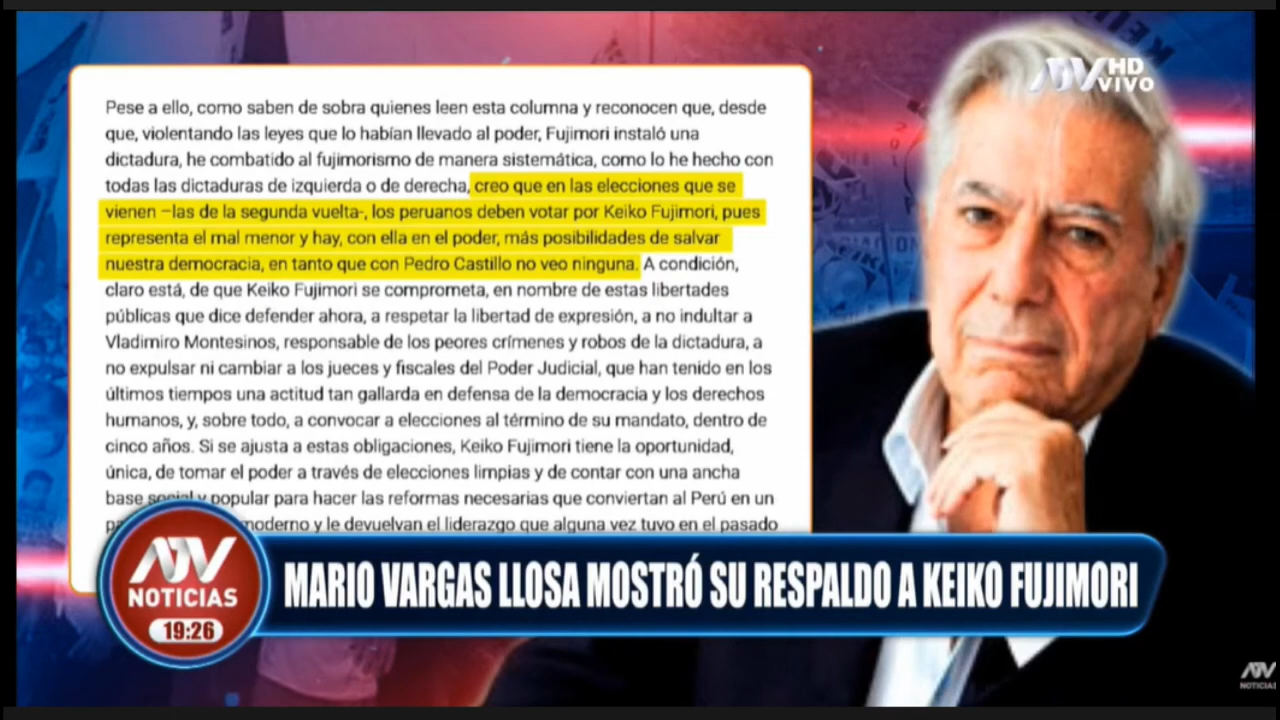 ATV HD
VIVO
Pese a ello, como saben de sobra quienes leen esta columna y reconocen que, desde
que, violentando las leyes que lo habían llevado al poder, Fujimori instaló una
dictadura, he combatido al fujimorismo de manera sistemática, como lo he hecho con
todas las dictaduras de izquierda o de derecha, creo que en las elecciones que se
vienen –las de la segunda vuelta-, los peruanos deben votar por Keiko Fujimori, pues
representa el mal menor y hay, con ella en el poder, más posibilidades de salvar
nuestra democracia, en tanto que con Pedro Castillo no veo ninguna. A condición,
claro está, de que Keiko Fujimori se comprometa, en nombre de estas libertades
públicas que dice defender ahora, a respetar la libertad de expresión, a no indultar a
Vladimiro Montesinos, responsable de los peores crímenes y robos de la dictadura, a
no expulsar ni cambiar a los jueces y fiscales del Poder Judicial, que han tenido en los
últimos tiempos una actitud tan gallarda en defensa de la democracia y los derechos
humanos, y, sobre todo, a convocar a elecciones al término de su mandato, dentro de
cinco años. Si se ajusta a estas obligaciones, Keiko Fujimori tiene la oportunidad,
única, de tomar el poder a través de elecciones limpias y de contar con una ancha
base social y popular para hacer las reformas necesarias que conviertan al Perú en un
moderno y le devuelvan el liderazgo que alguna vez tuvo en el pasado
ATV
NOTICIAS
19:26
MARIO VARGAS LLOSA MOSTRÓ SU RESPALDO A KEIKO FUJIMORI
ATV
NOTICIAS